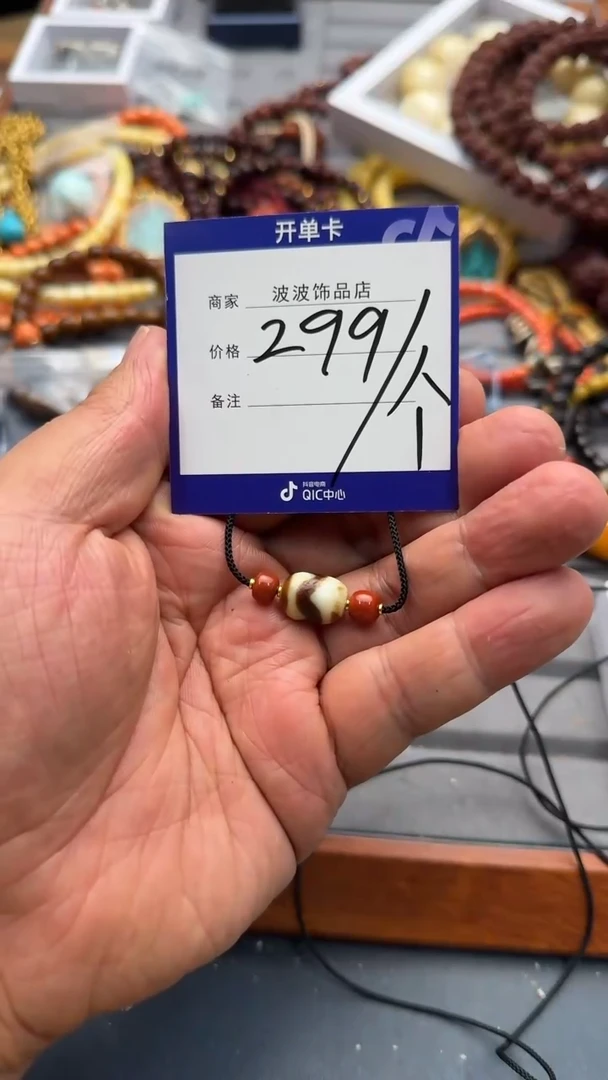 开单卡
商家 波波饰品店
价格 299/个
备注
抖音电商
QIC中心